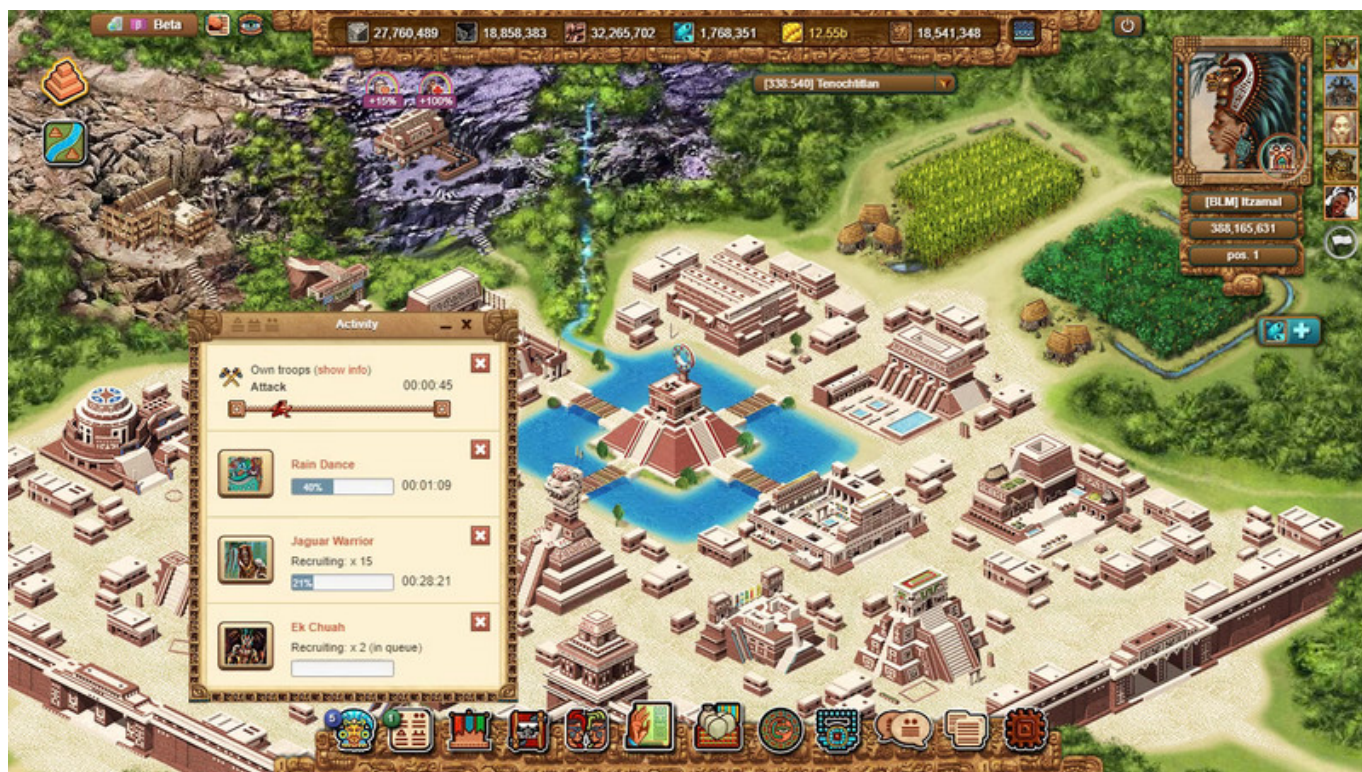 Beta
27,760,489
18,858,383
32,265,702
1,768,351
12.55b
18,541,348
+15%
+100%
[338:540] Tenochtitlan
[BLM] Itzamal
388,165,631
pos. 1
Activity
Own troops (show info)
Attack
00:00:45
Rain Dance
40%
00:01:09
Jaguar Warrior
Recruiting: x 15
21%
00:28:21
Ek Chuah
Recruiting: x 2 (in queue)
5
1